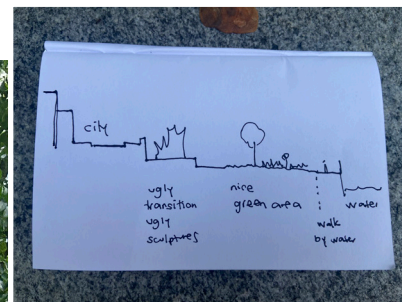 city
ugly
transition
ugly
sculptures
nice
green area
walk
by water
water